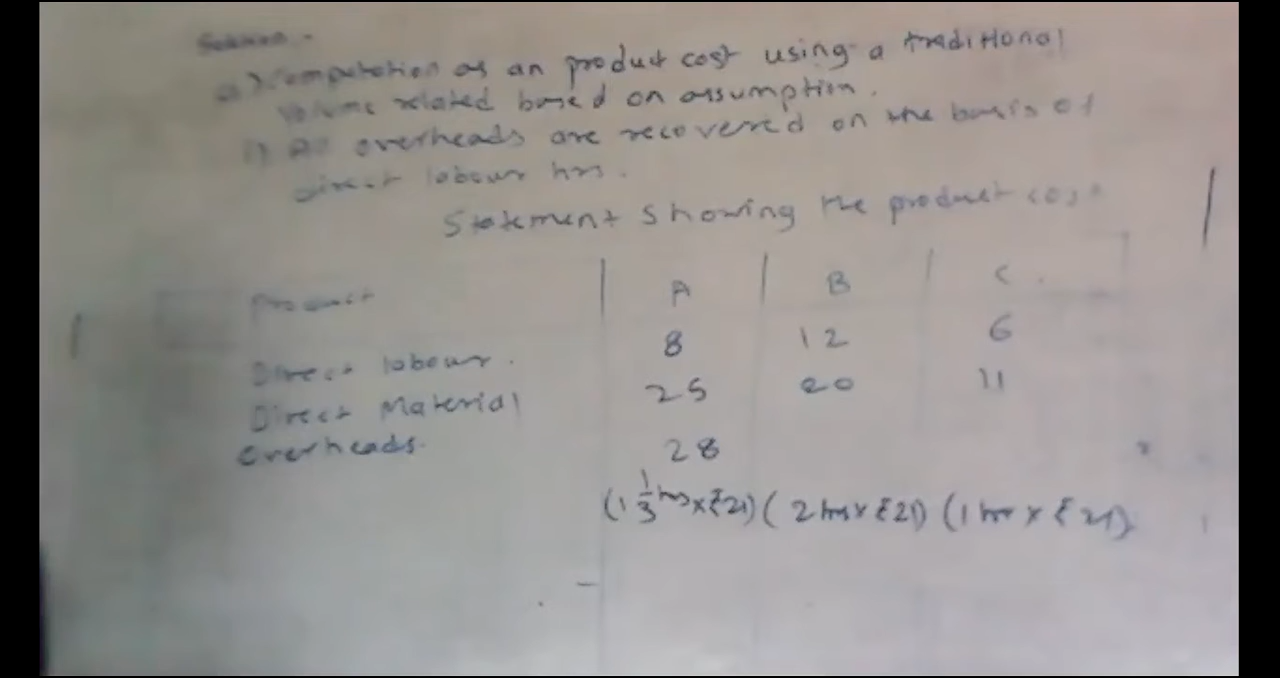 Solution.
a) Computation of an product cost using a traditional
volume related based on assumption.
i) All overheads are recovered on the basis of
direct labour hrs.
Statement showing the product cost
Product A B C
Direct labour. 8 12 6
Direct Material 25 20 11
Overheads. 28
(1 1/3 hrs x ₹21) (2 hrs x ₹21) (1 hr x ₹21)